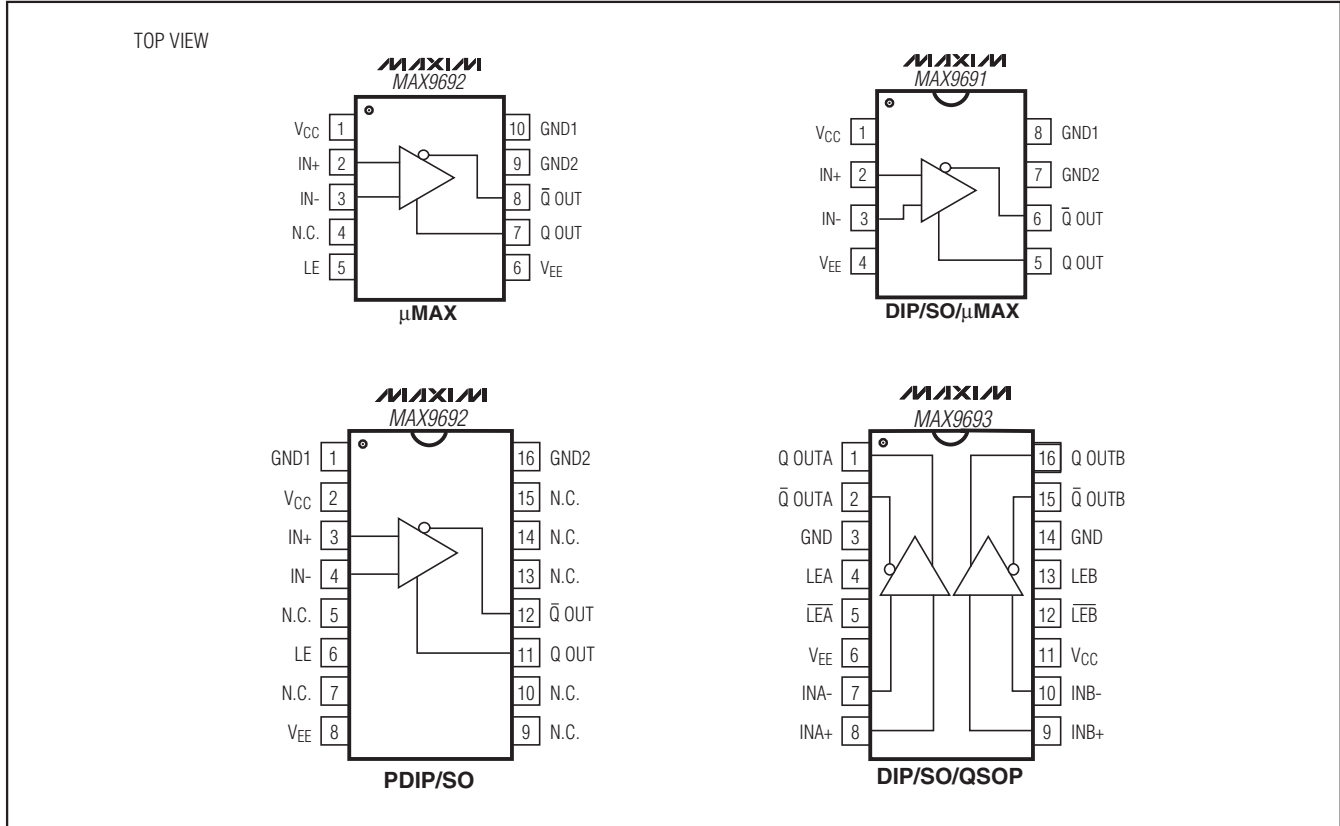 TOP VIEW
MAXIM
MAX9692
VCC 1
IN+ 2
IN- 3
N.C. 4
LE 5
10 GND1
9 GND2
8 Q̅ OUT
7 Q OUT
6 VEE
μMAX
MAXIM
MAX9691
VCC 1
IN+ 2
IN- 3
VEE 4
8 GND1
7 GND2
6 Q̅ OUT
5 Q OUT
DIP/SO/μMAX
MAXIM
MAX9692
GND1 1
VCC 2
IN+ 3
IN- 4
N.C. 5
LE 6
N.C. 7
VEE 8
16 GND2
15 N.C.
14 N.C.
13 N.C.
12 Q̅ OUT
11 Q OUT
10 N.C.
9 N.C.
PDIP/SO
MAXIM
MAX9693
Q OUTA 1
Q̅ OUTA 2
GND 3
LEA 4
L̅E̅A̅ 5
VEE 6
INA- 7
INA+ 8
16 Q OUTB
15 Q̅ OUTB
14 GND
13 LEB
12 L̅E̅B̅
11 VCC
10 INB-
9 INB+
DIP/SO/QSOP